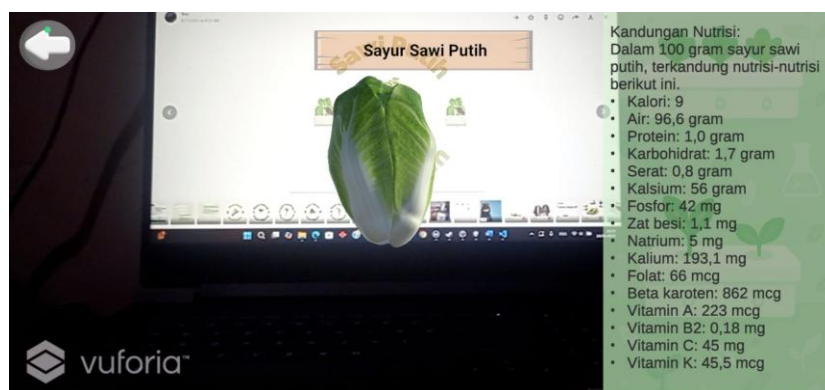 Sayur Sawi Putih
Sawi Putih
Kandungan Nutrisi:
Dalam 100 gram sayur sawi
putih, terkandung nutrisi-nutrisi
berikut ini.
• Kalori: 9
• Air: 96,6 gram
• Protein: 1,0 gram
Karbohidrat: 1,7 gram
• Serat: 0,8 gram
• Kalsium: 56 gram
• Fosfor: 42 mg
• Zat besi: 1,1 mg
• Natrium: 5 mg
• Kalium: 193,1 mg
• Folat: 66 mcg
• Beta karoten: 862 mcg
• Vitamin A: 223 mcg
• Vitamin B2: 0,18 mg
• Vitamin C: 45 mg
• Vitamin K: 45,5 mcg
vuforia™